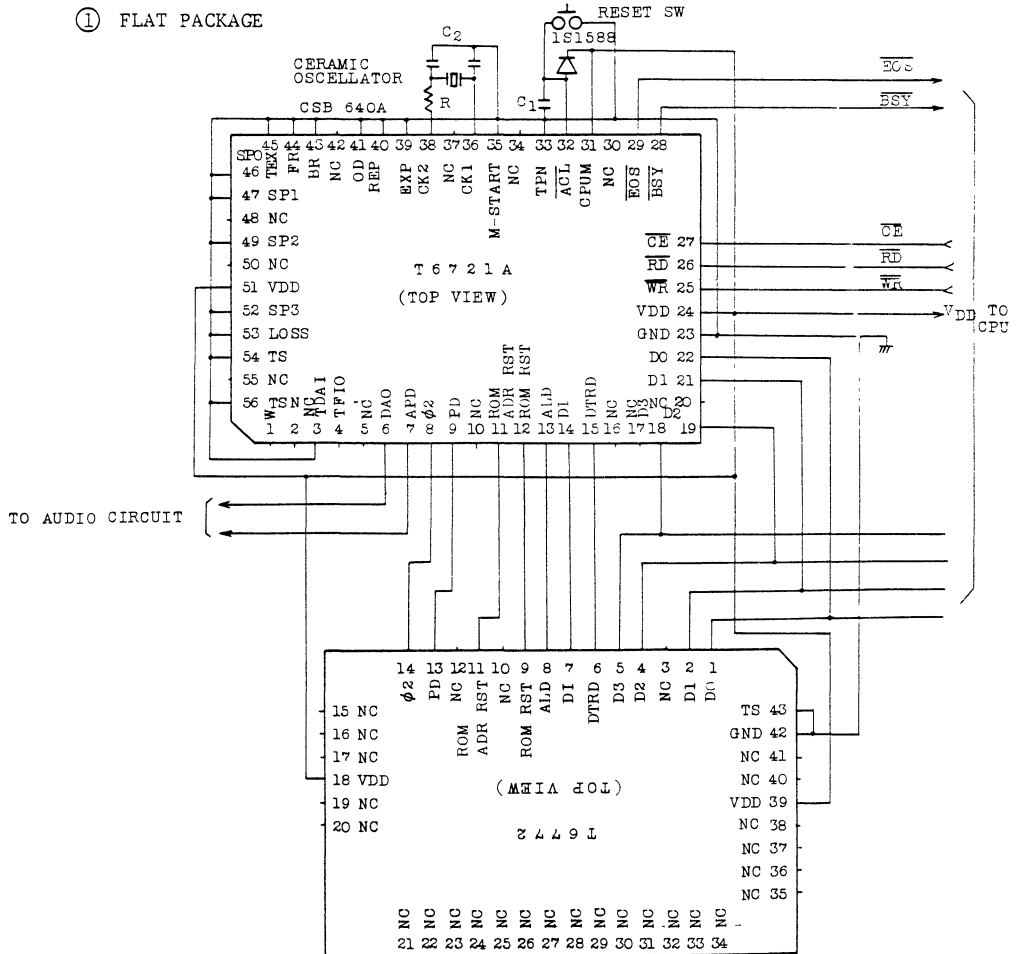 ① FLAT PACKAGE
RESET SW
C2
1S1588
CERAMIC
OSCELLATOR
R
C1
CSB 640A
EOS
BSY
45 44 43 42 41 40 39 38 37 36 35 34 33 32 31 30 29 28
TEX FR BR NC OD REP EXP CK2 NC CK1 M-START NC TPN ACL CPUM NC EOS BSY
SPO
46
47 SP1
48 NC
49 SP2
50 NC
51 VDD
52 SP3
53 LOSS
54 TS
55 NC
56 TSN
T6721A
(TOP VIEW)
CE 27
RD 26
WR 25
VDD 24
GND 23
D0 22
D1 21
NC 20
19
CE
RD
WR
VDD TO
CPU
W NC TDAI TFIO NC DAO APD φ2 PD NC ROM ADR RST ROM RST ALD DI DTRD NC NC D3 D2
1 2 3 4 5 6 7 8 9 10 11 12 13 14 15 16 17 18
TO AUDIO CIRCUIT
14 13 12 11 10 9 8 7 6 5 4 3 2 1
φ2 PD NC ROM ADR RST NC ROM RST ALD DI DTRD D3 D2 NC D1 D0
15 NC
16 NC
17 NC
18 VDD
19 NC
20 NC
(TOP VIEW)
T6772
TS 43
GND 42
NC 41
NC 40
VDD 39
NC 38
NC 37
NC 36
NC 35
NC NC NC NC NC NC NC NC NC NC NC NC NC NC
21 22 23 24 25 26 27 28 29 30 31 32 33 34